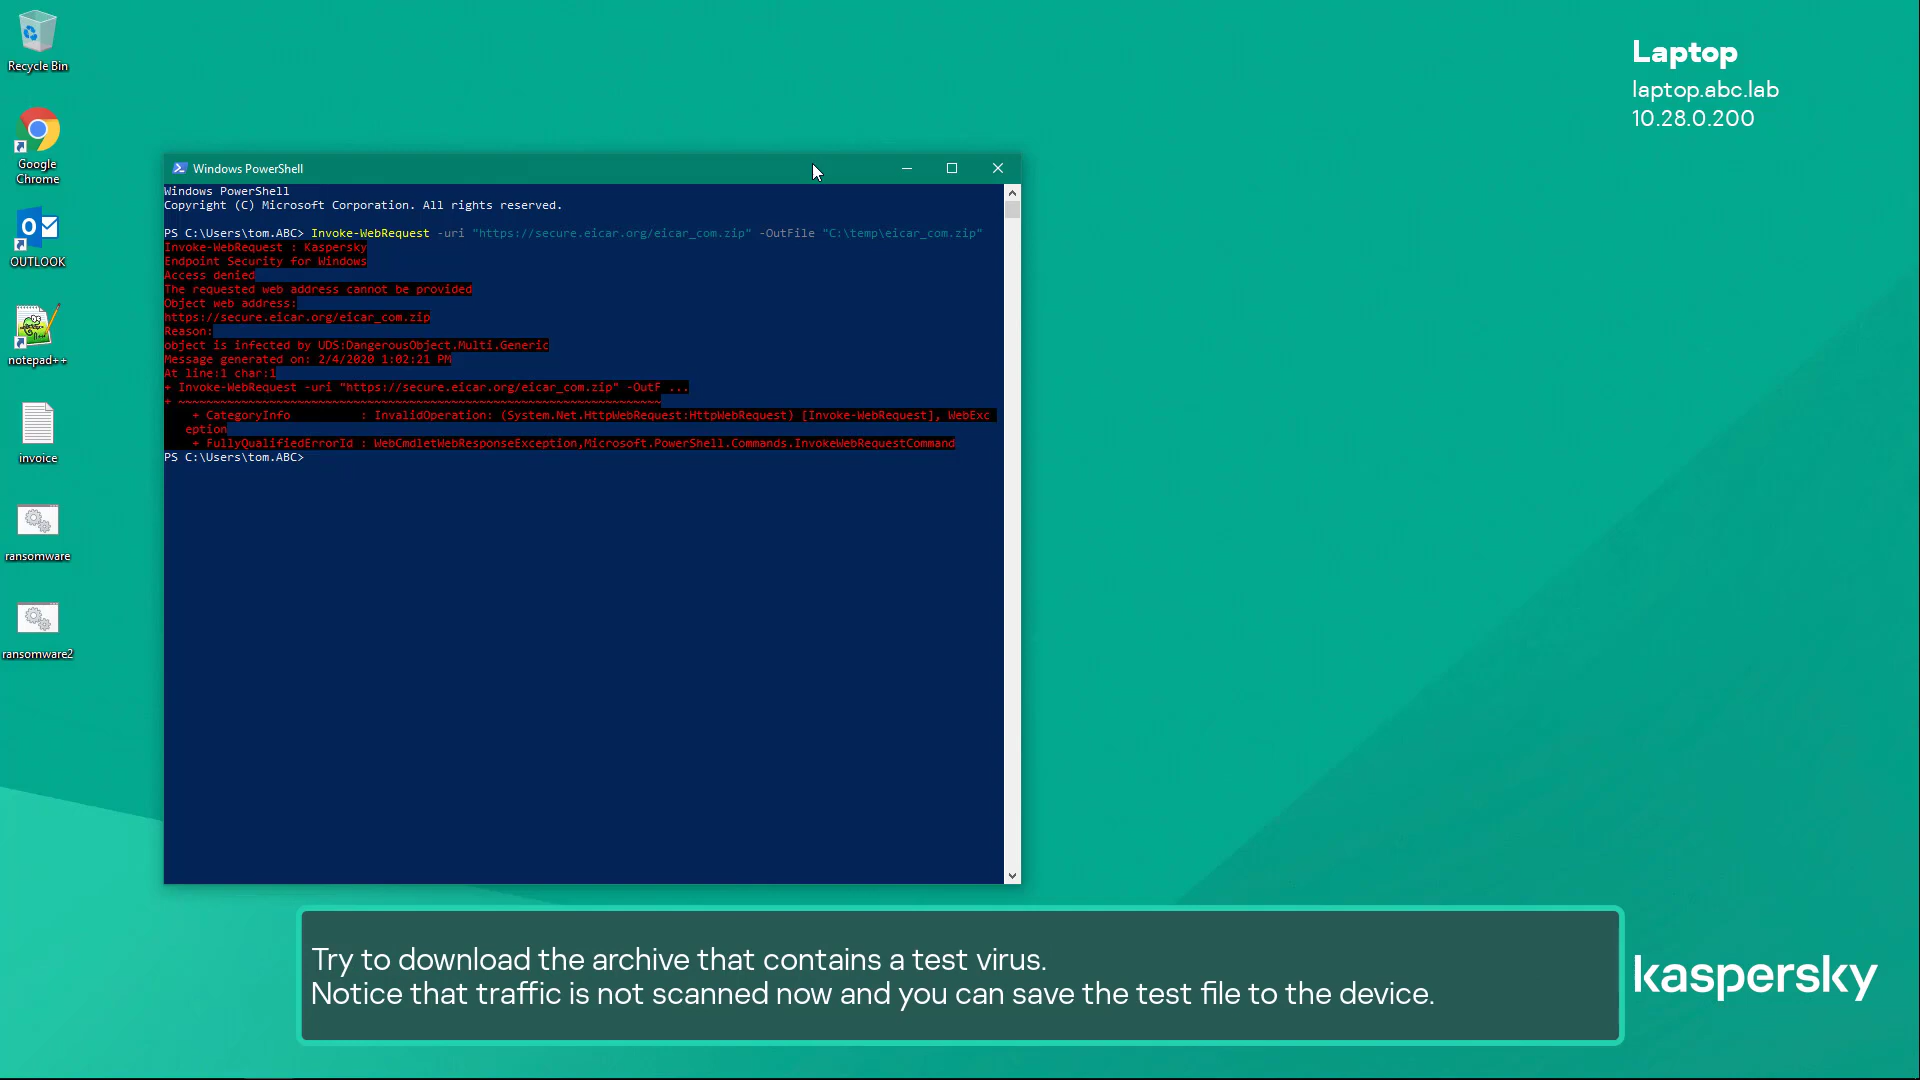 Recycle Bin
Google
Chrome
OUTLOOK
notepad++
invoice
ransomware
ransomware2
Laptop
laptop.abc.lab
10.28.0.200
Windows PowerShell
Windows PowerShell
Copyright (C) Microsoft Corporation. All rights reserved.
PS C:\Users\tom.ABC> Invoke-WebRequest -uri "https://secure.eicar.org/eicar_com.zip" -OutFile "C:\temp\eicar_com.zip"
Invoke-WebRequest : Kaspersky
Endpoint Security for Windows
Access denied
The requested web address cannot be provided
Object web address:
https://secure.eicar.org/eicar_com.zip
Reason:
object is infected by UDS:DangerousObject.Multi.Generic
Message generated on: 2/4/2020 1:02:21 PM
At line:1 char:1
+ Invoke-WebRequest -uri "https://secure.eicar.org/eicar_com.zip" -OutF ...
+ ~~~~~~~~~~~~~~~~~~~~~~~~~~~~~~~~~~~~~~~~~~~~~~~~~~~~~~~~~~~~~~~~~~~~~
+ CategoryInfo : InvalidOperation: (System.Net.HttpWebRequest:HttpWebRequest) [Invoke-WebRequest], WebExc
eption
+ FullyQualifiedErrorId : WebCmdletWebResponseException,Microsoft.PowerShell.Commands.InvokeWebRequestCommand
PS C:\Users\tom.ABC>
Try to download the archive that contains a test virus.
Notice that traffic is not scanned now and you can save the test file to the device.
kaspersky